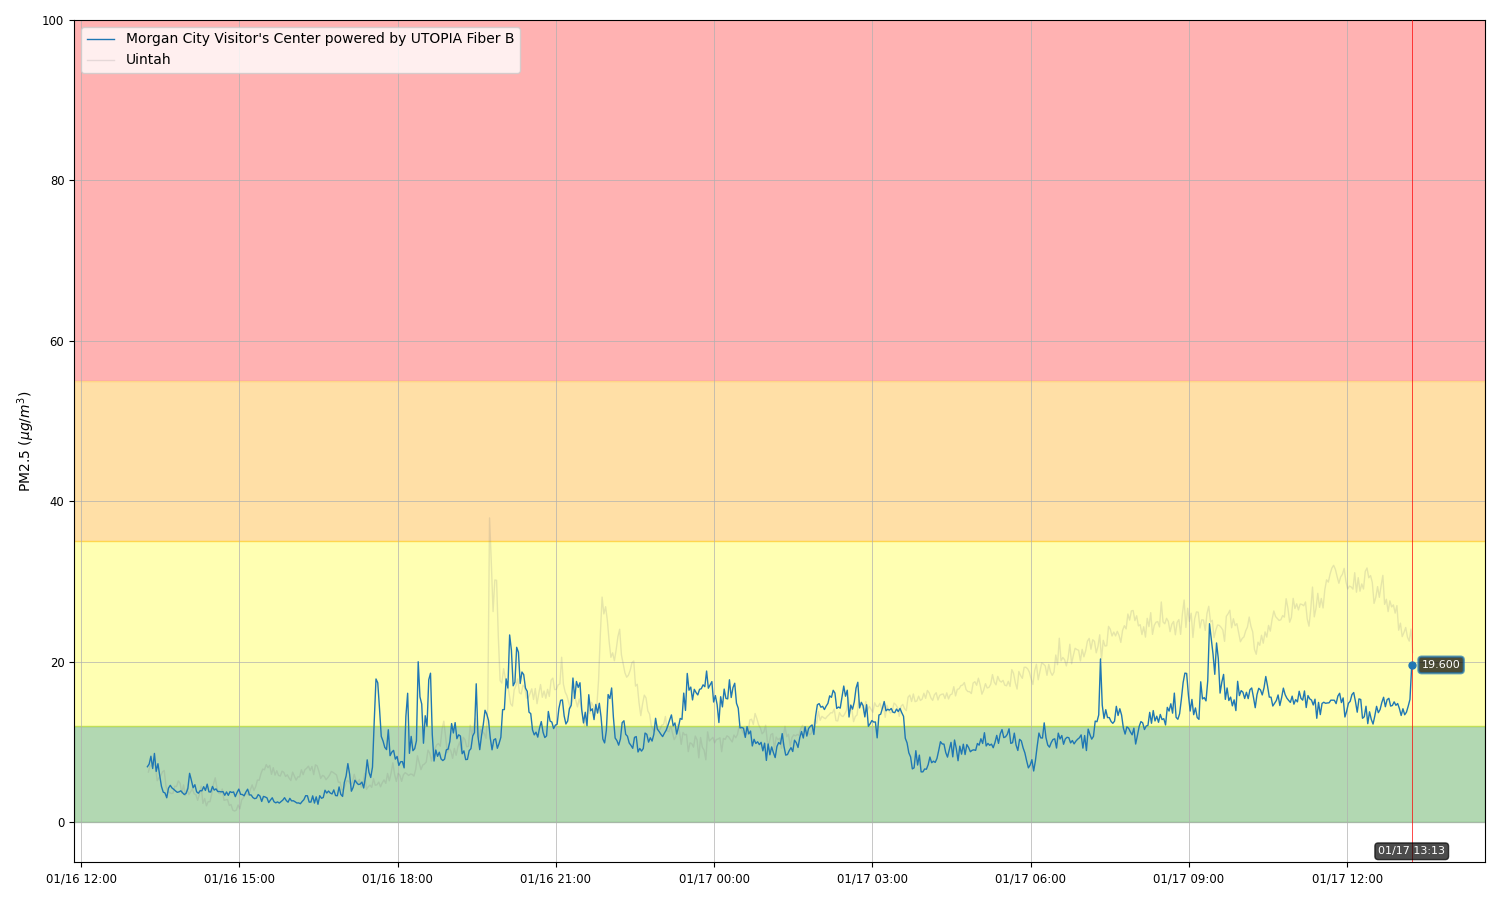 100
Morgan City Visitor's Center powered by UTOPIA Fiber B
Uintah
80
60
PM2.5 (μg/m³)
40
20
19.600
0
01/17 13:13
01/16 12:00 01/16 15:00 01/16 18:00 01/16 21:00 01/17 00:00 01/17 03:00 01/17 06:00 01/17 09:00 01/17 12:00